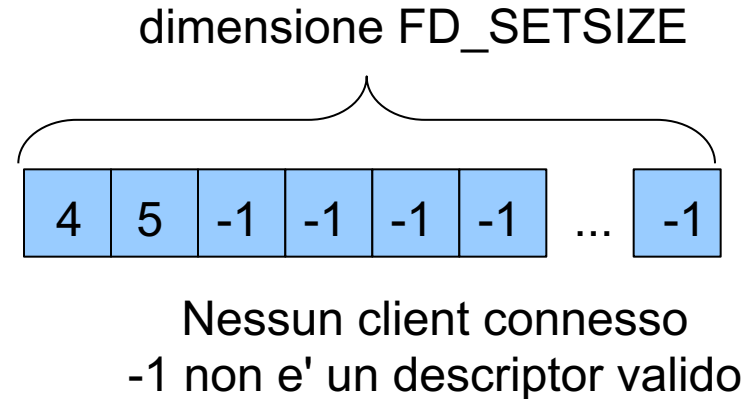 dimensione FD_SETSIZE
4 5 -1 -1 -1 -1 ... -1
Nessun client connesso
-1 non e' un descriptor valido